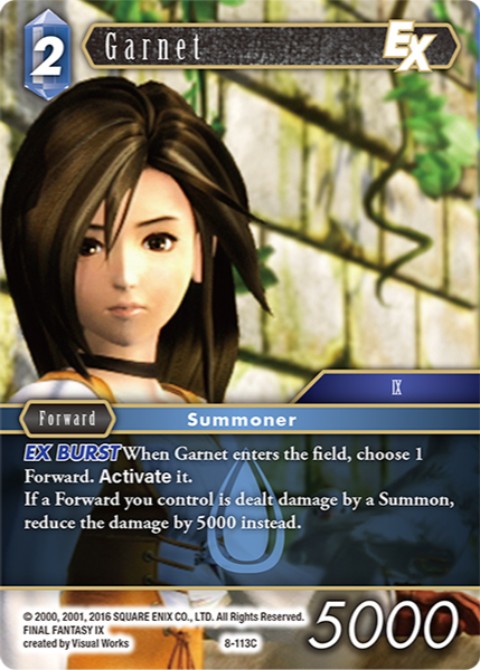 2
Garnet
EX
IX
Forward
Summoner
EX BURST When Garnet enters the field, choose 1
Forward. Activate it.
If a Forward you control is dealt damage by a Summon,
reduce the damage by 5000 instead.
© 2000, 2001, 2016 SQUARE ENIX CO., LTD. All Rights Reserved.
FINAL FANTASY IX
created by Visual Works
8-113C
5000